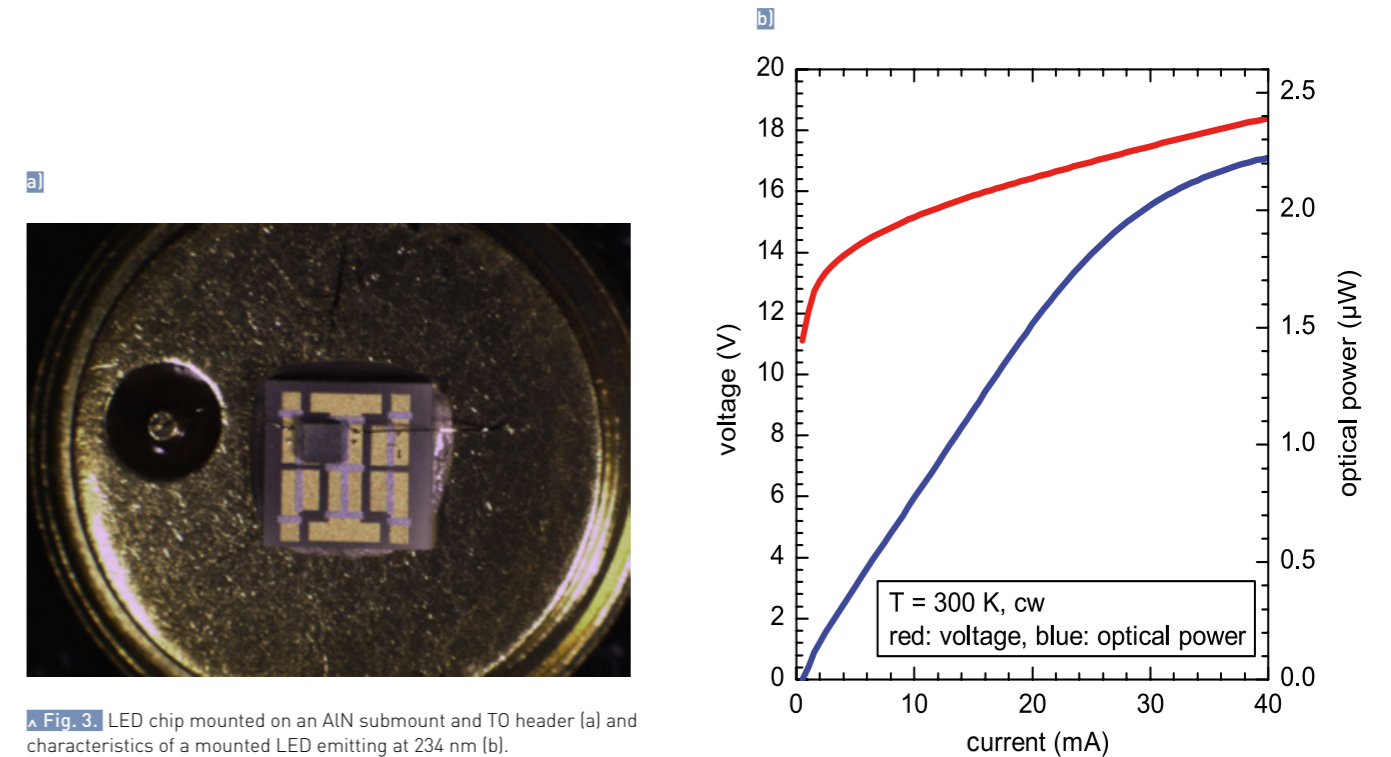 b)
20
18
16
14
12
10
8
6
4
2
0
voltage (V)
2.5
2.0
1.5
1.0
0.5
0.0
optical power (µW)
T = 300 K, cw
red: voltage, blue: optical power
0 10 20 30 40
current (mA)
a)
^ Fig. 3. LED chip mounted on an AlN submount and TO header (a) and
characteristics of a mounted LED emitting at 234 nm (b).